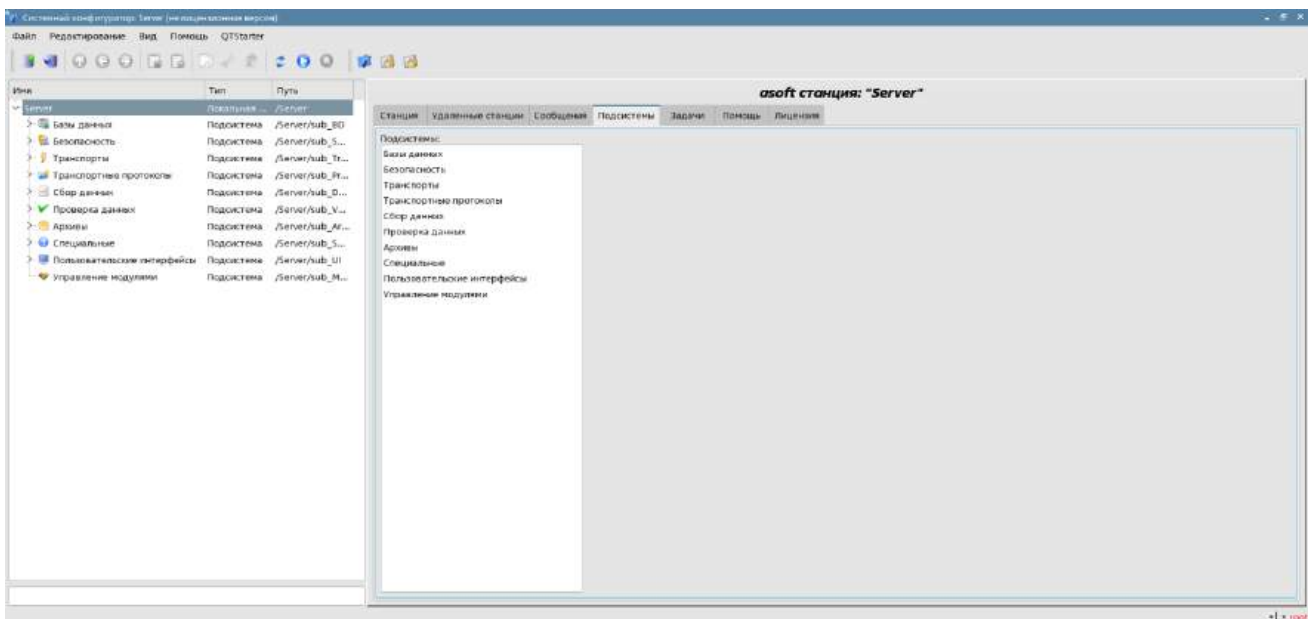 Системный конфигуратор: Server (не лицензионная версия)
Файл Редактирование Вид Помощь QTStarter
Имя Тип Путь
Server Локальная ... /Server
Базы данных Подсистема /Server/sub_BD
Безопасность Подсистема /Server/sub_S...
Транспорты Подсистема /Server/sub_Tr...
Транспортные протоколы Подсистема /Server/sub_Pr...
Сбор данных Подсистема /Server/sub_D...
Проверка данных Подсистема /Server/sub_V...
Архивы Подсистема /Server/sub_Ar...
Специальные Подсистема /Server/sub_S...
Пользовательские интерфейсы Подсистема /Server/sub_UI
Управление модулями Подсистема /Server/sub_M...
asoft станция: "Server"
Станция Удаленные станции Сообщения Подсистемы Задачи Помощь Лицензия
Подсистемы:
Базы данных
Безопасность
Транспорты
Транспортные протоколы
Сбор данных
Проверка данных
Архивы
Специальные
Пользовательские интерфейсы
Управление модулями
root